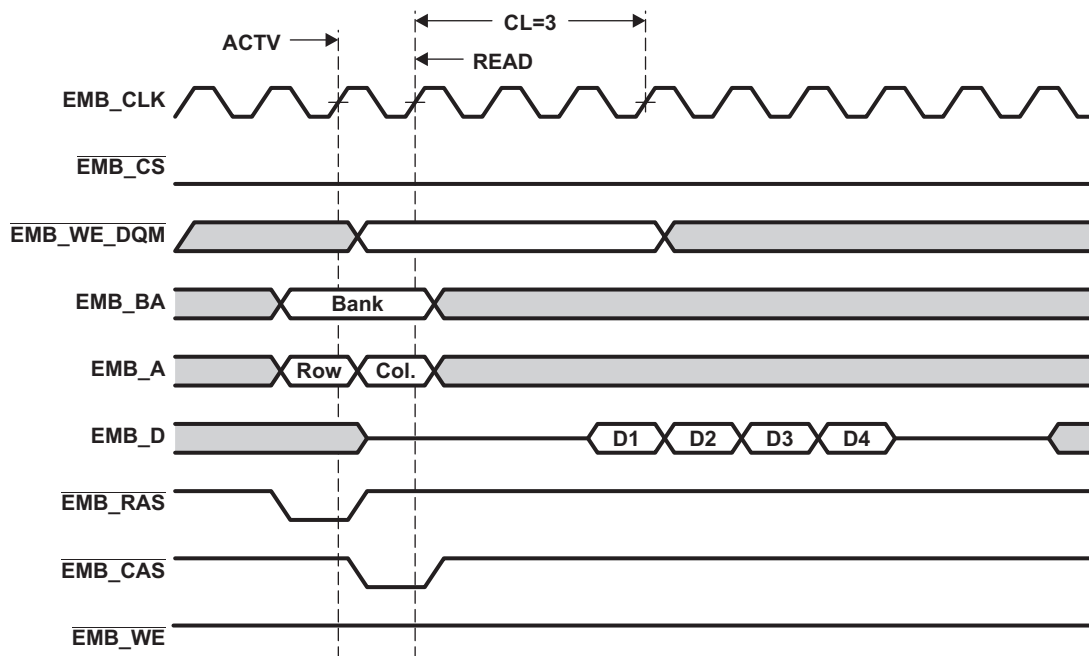 CL=3
ACTV
READ
EMB_CLK
EMB_CS
EMB_WE_DQM
EMB_BA
Bank
EMB_A
Row
Col.
EMB_D
D1
D2
D3
D4
EMB_RAS
EMB_CAS
EMB_WE